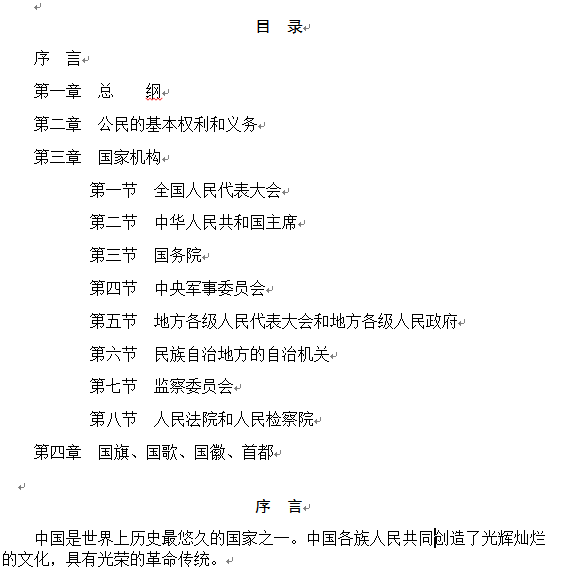 目　录
序　言
第一章　总　　纲
第二章　公民的基本权利和义务
第三章　国家机构
第一节　全国人民代表大会
第二节　中华人民共和国主席
第三节　国务院
第四节　中央军事委员会
第五节　地方各级人民代表大会和地方各级人民政府
第六节　民族自治地方的自治机关
第七节　监察委员会
第八节　人民法院和人民检察院
第四章　国旗、国歌、国徽、首都
序　言
中国是世界上历史最悠久的国家之一。中国各族人民共同创造了光辉灿烂
的文化，具有光荣的革命传统。